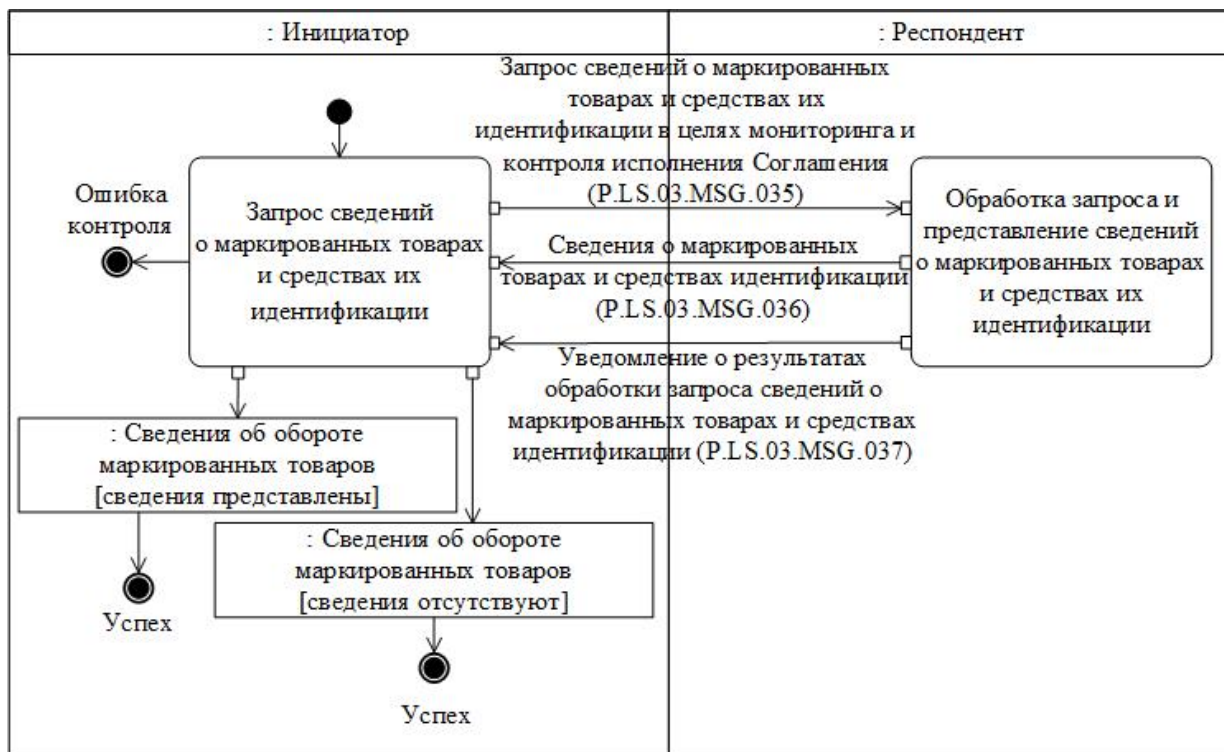 : Инициатор
: Респондент
Запрос сведений о маркированных
товарах и средствах их
идентификации в целях мониторинга и
контроля исполнения Соглашения
(P.LS.03.MSG.035)
Ошибка
контроля
Запрос сведений
о маркированных товарах
и средствах их
идентификации
Обработка запроса и
представление сведений
о маркированных товарах
и средствах их
идентификации
Сведения о маркированных
товарах и средствах идентификации
(P.LS.03.MSG.036)
Уведомление о результатах
обработки запроса сведений о
маркированных товарах и средствах
идентификации (P.LS.03.MSG.037)
: Сведения об обороте
маркированных товаров
[сведения представлены]
: Сведения об обороте
маркированных товаров
[сведения отсутствуют]
Успех
Успех